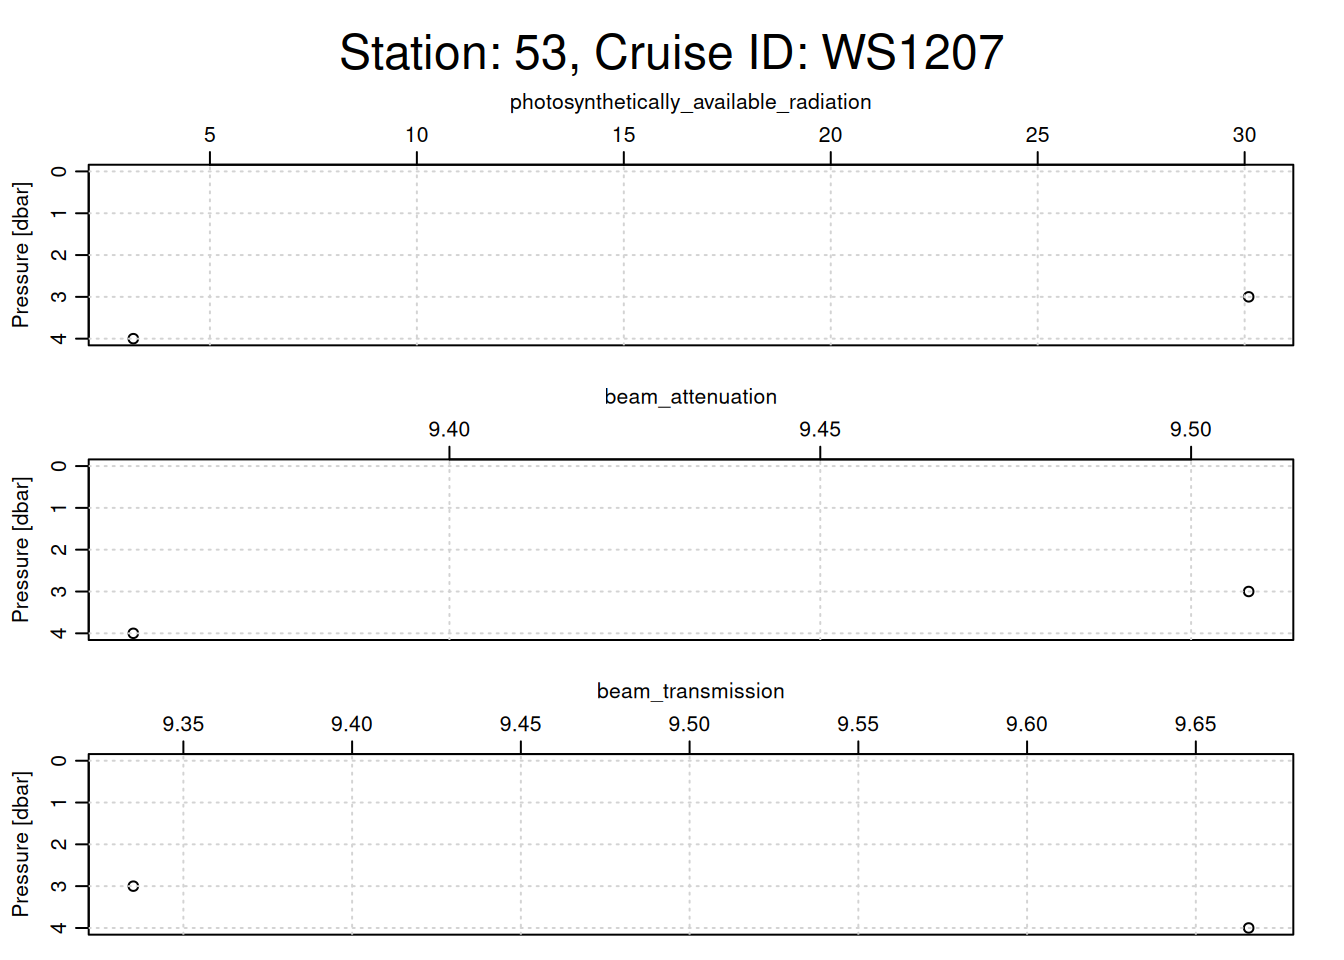 Station: 53, Cruise ID: WS1207
photosynthetically_available_radiation
5 10 15 20 25 30
Pressure [dbar]
0
1
2
3
4
beam_attenuation
9.40 9.45 9.50
Pressure [dbar]
0
1
2
3
4
beam_transmission
9.35 9.40 9.45 9.50 9.55 9.60 9.65
Pressure [dbar]
0
1
2
3
4